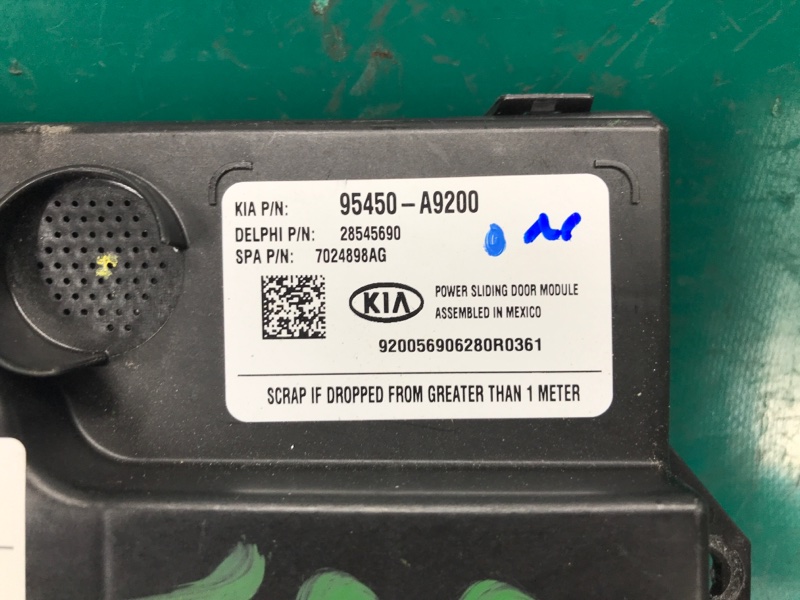 KIA P/N: 95450-A9200
DELPHI P/N: 28545690
SPA P/N: 7024898AG
KIA
POWER SLIDING DOOR MODULE
ASSEMBLED IN MEXICO
920056906280R0361
SCRAP IF DROPPED FROM GREATER THAN 1 METER